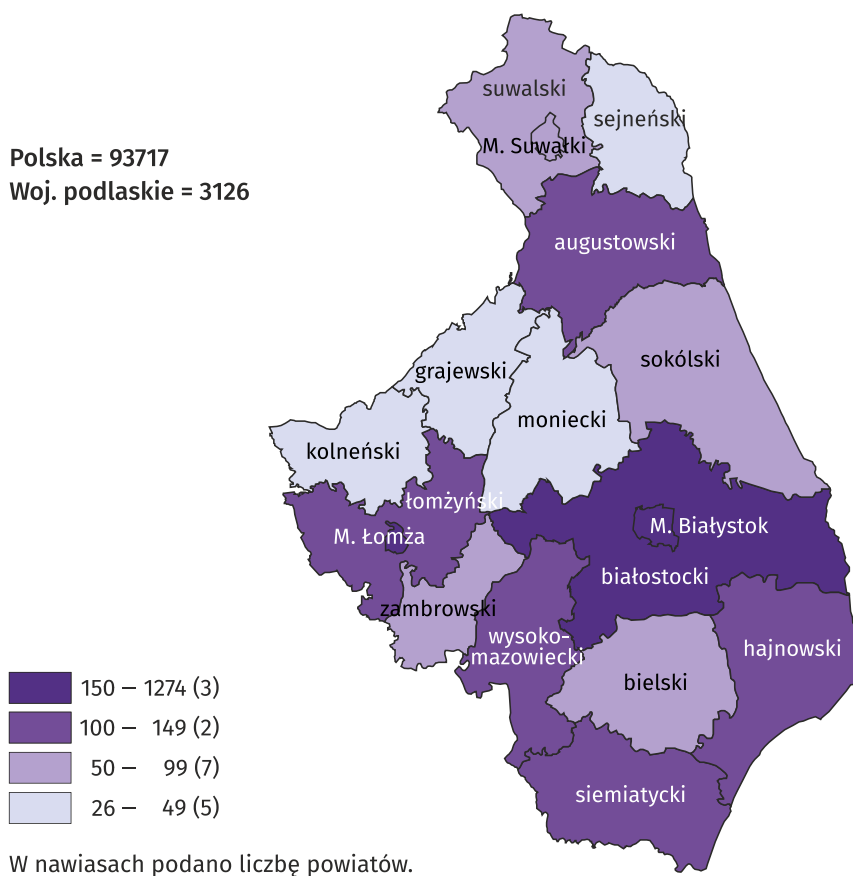 suwalski
sejneński
M. Suwałki
Polska = 93717
Woj. podlaskie = 3126
augustowski
sokólski
grajewski
moniecki
kolneński
łomżyński
M. Łomża
M. Białystok
białostocki
zambrowski
wysoko-
mazowiecki
hajnowski
bielski
siemiatycki
150 – 1274 (3)
100 – 149 (2)
50 – 99 (7)
26 – 49 (5)
W nawiasach podano liczbę powiatów.